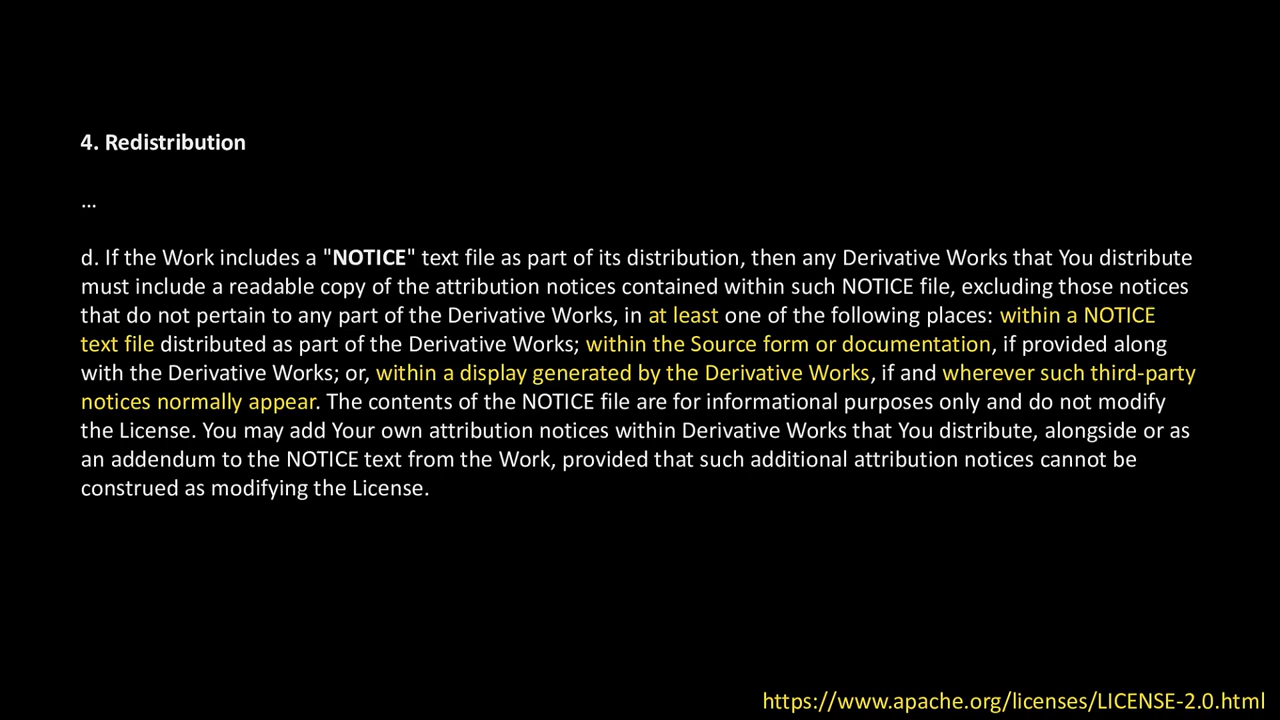 4. Redistribution
...
d. If the Work includes a "NOTICE" text file as part of its distribution, then any Derivative Works that You distribute
must include a readable copy of the attribution notices contained within such NOTICE file, excluding those notices
that do not pertain to any part of the Derivative Works, in at least one of the following places: within a NOTICE
text file distributed as part of the Derivative Works; within the Source form or documentation, if provided along
with the Derivative Works; or, within a display generated by the Derivative Works, if and wherever such third-party
notices normally appear. The contents of the NOTICE file are for informational purposes only and do not modify
the License. You may add Your own attribution notices within Derivative Works that You distribute, alongside or as
an addendum to the NOTICE text from the Work, provided that such additional attribution notices cannot be
construed as modifying the License.
https://www.apache.org/licenses/LICENSE-2.0.html